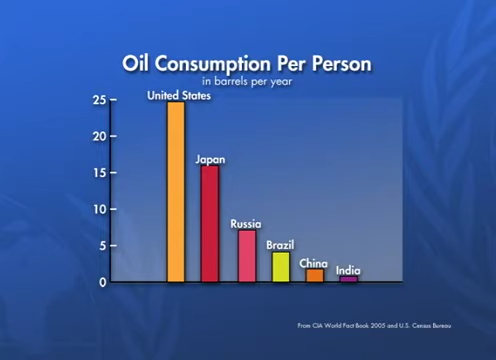 Oil Consumption Per Person
in barrels per year
United States
25
20
Japan
15
10
Russia
Brazil
5
China
India
0
From CIA World Fact Book 2005 and U.S. Census Bureau